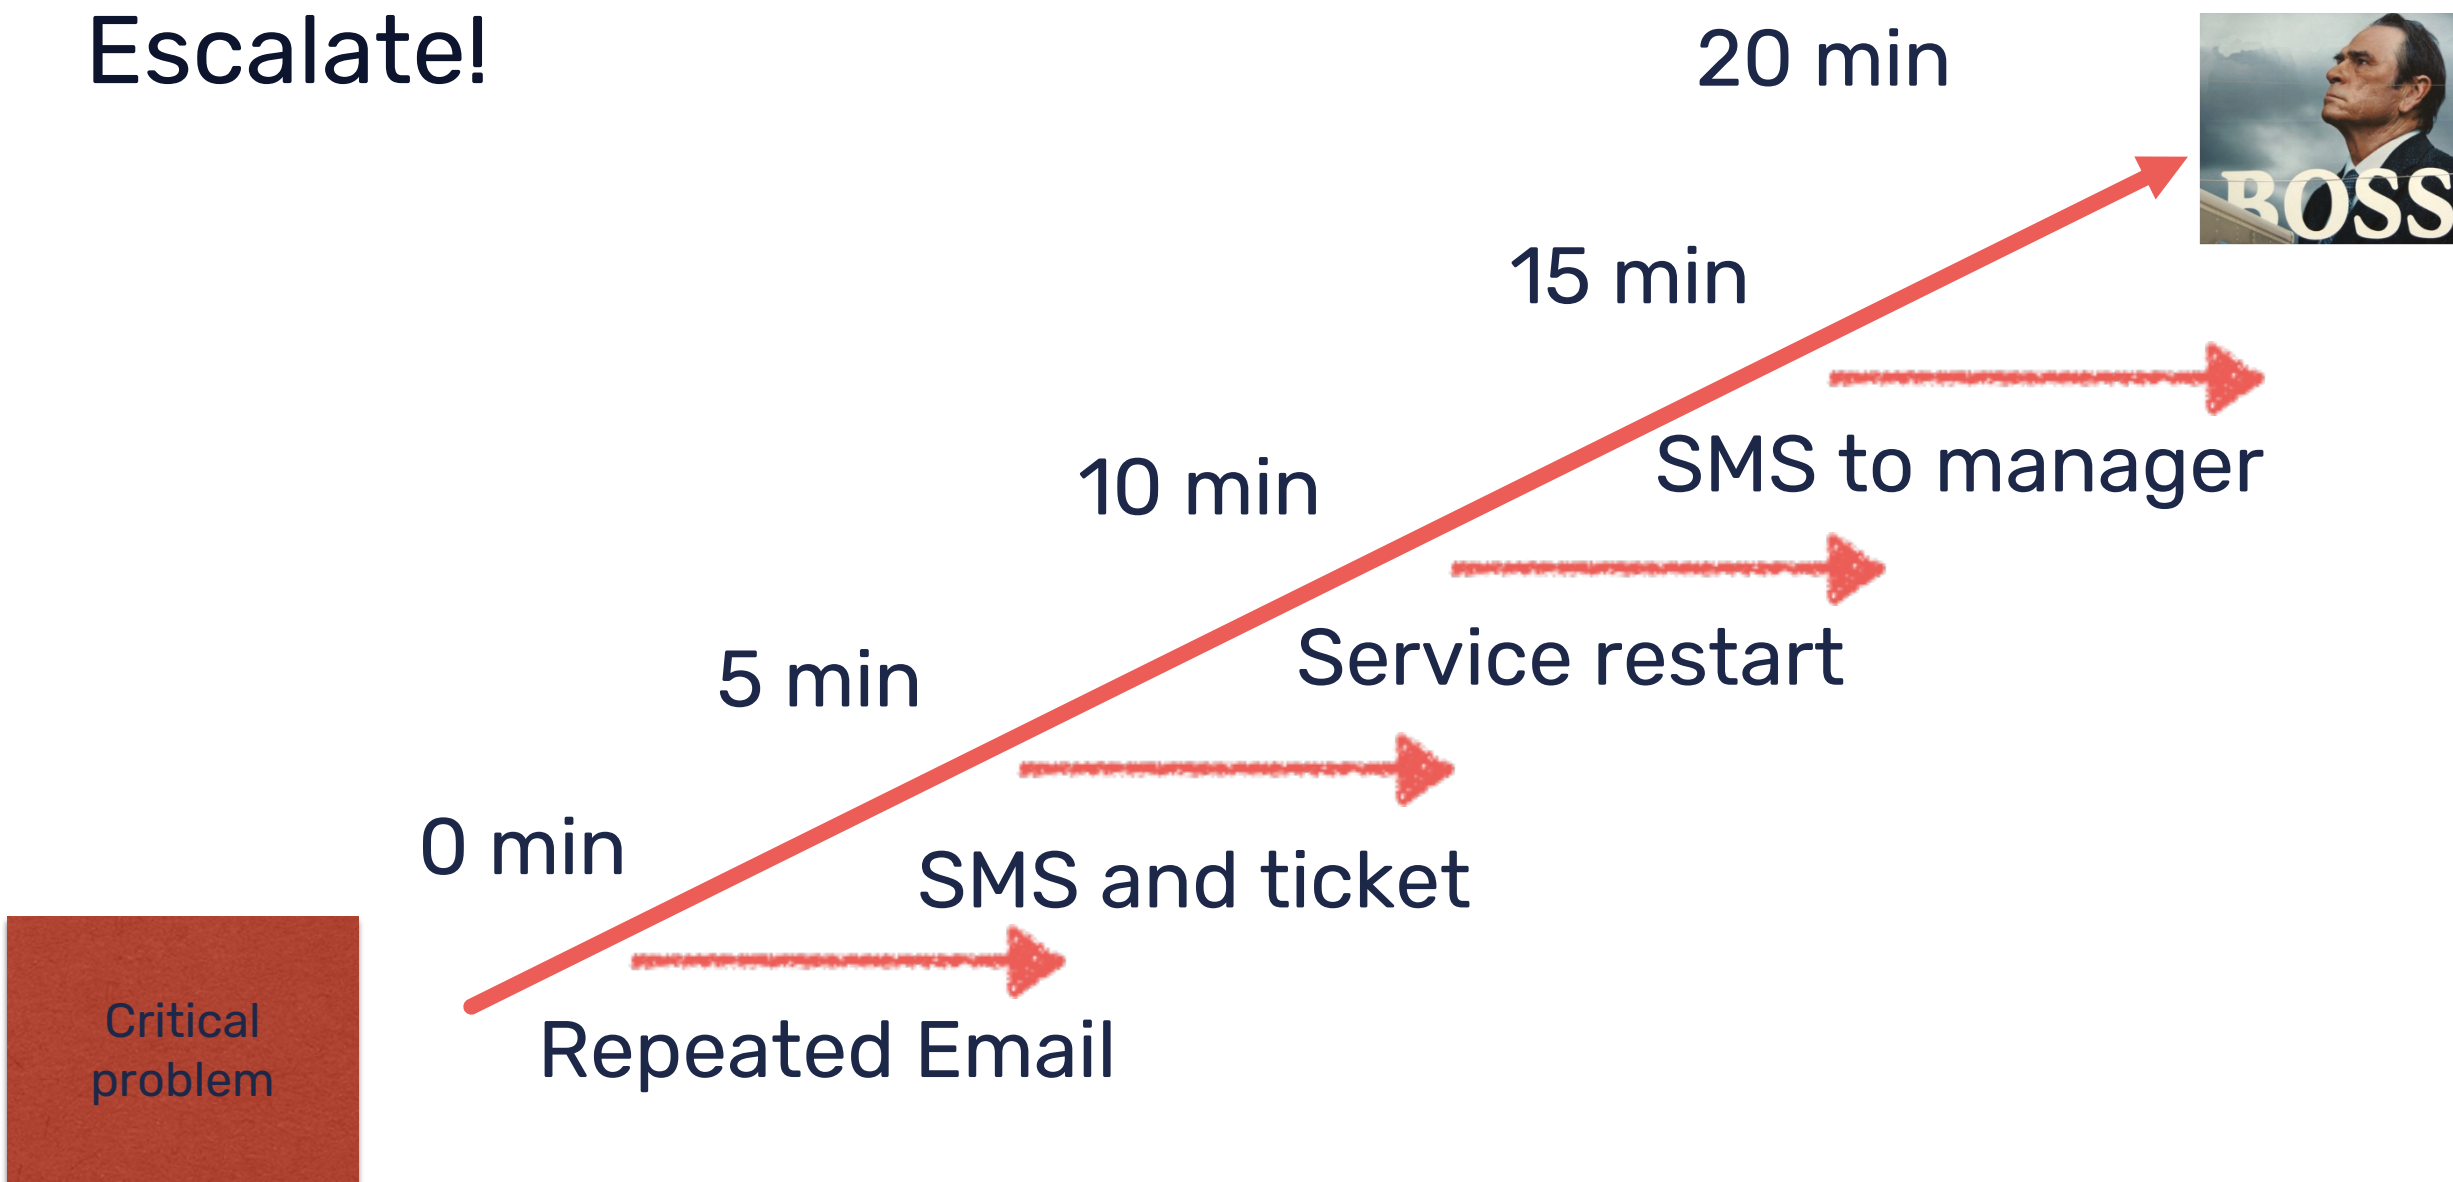 Escalate!
20 min
BOSS
15 min
SMS to manager
10 min
Service restart
5 min
SMS and ticket
0 min
Repeated Email
Critical
problem